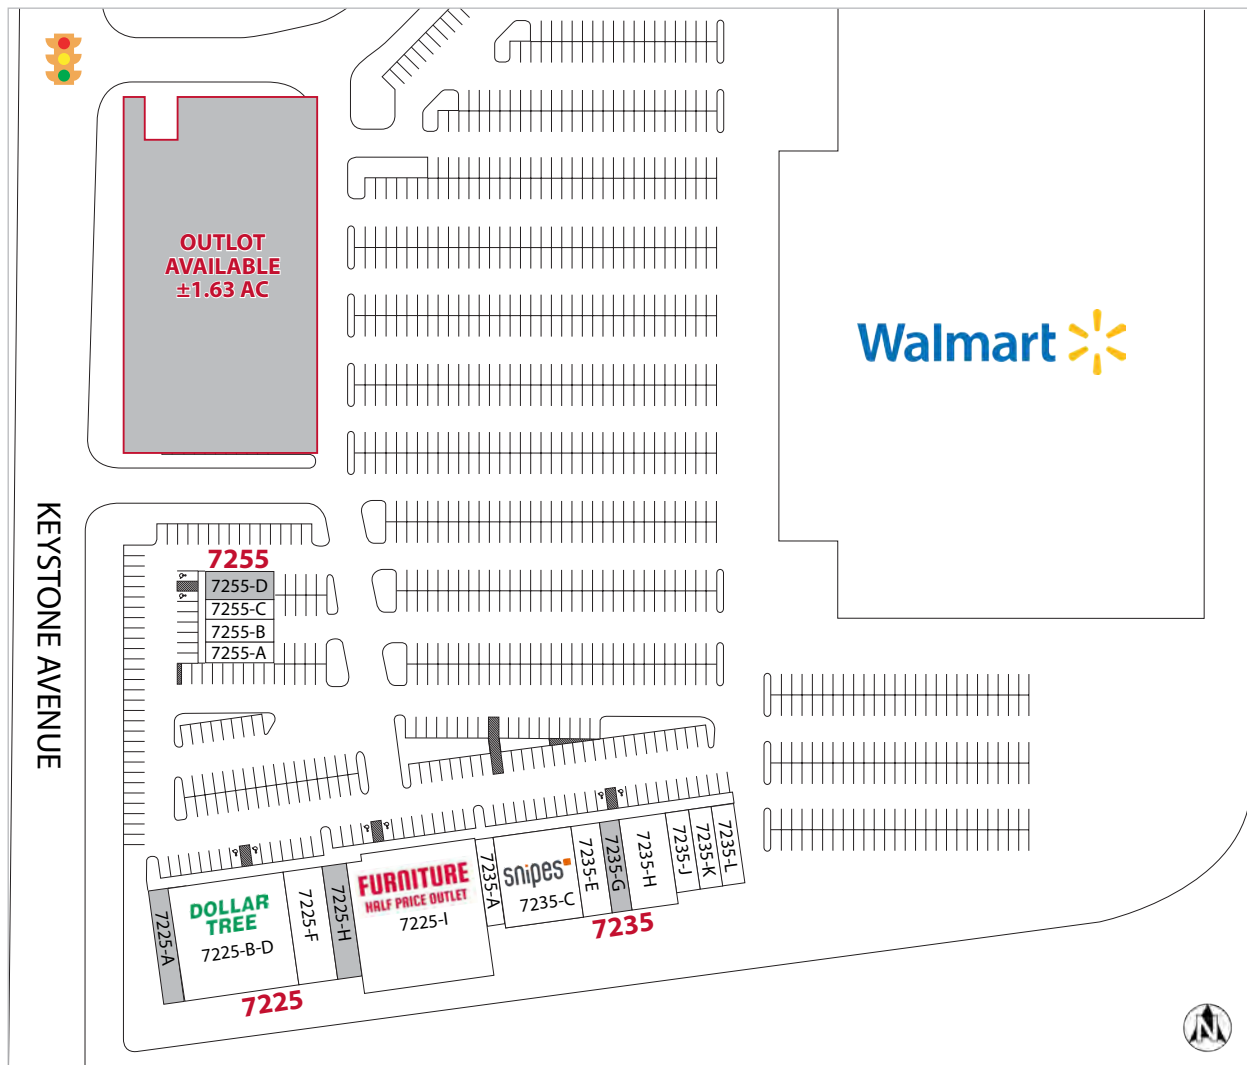 OUTLOT
AVAILABLE
±1.63 AC
Walmart
KEYSTONE AVENUE
7255
7255-D
7255-C
7255-B
7255-A
7225-A
DOLLAR
TREE
7225-B-D
7225-F
7225-H
FURNITURE
HALF PRICE OUTLET
7225-I
7235-A
snipes
7235-C
7235-E
7235-G
7235-H
7235-J
7235-K
7235-L
7225
7235
N